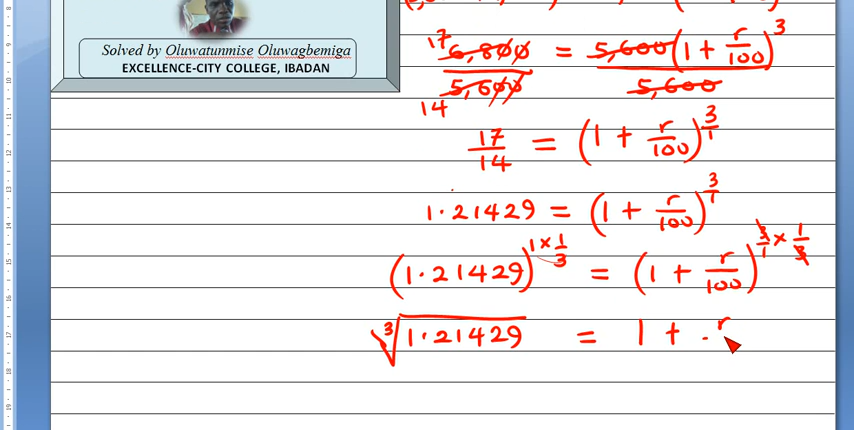 Solved by Oluwatunmise Oluwagbemiga
EXCELLENCE-CITY COLLEGE, IBADAN
17
6,800 = 5,600(1 + r/100)^3
5,600 5,600
14
17/14 = (1 + r/100)^3/1
1.21429 = (1 + r/100)^3/1
(1.21429)^1×1/3 = (1 + r/100)^3/1×1/3
∛1.21429 = 1 + r